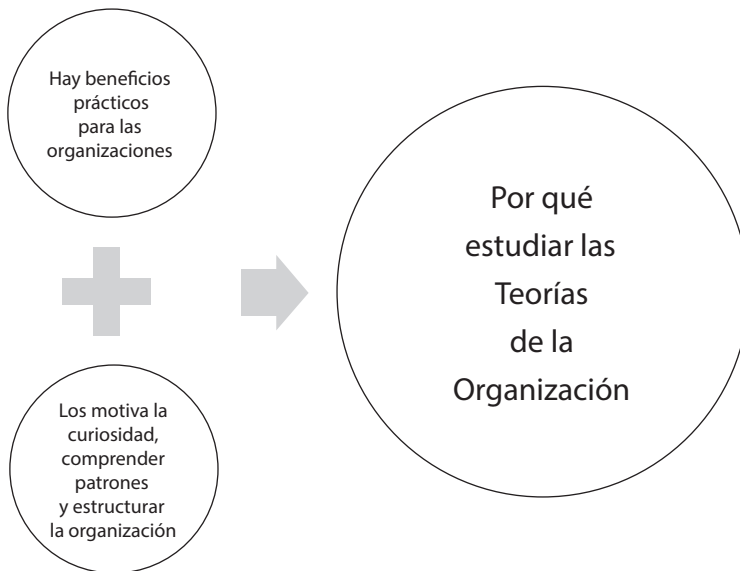 Hay beneficios
prácticos
para las
organizaciones
Los motiva la
curiosidad,
comprender
patrones
y estructurar
la organización
Por qué
estudiar las
Teorías
de la
Organización